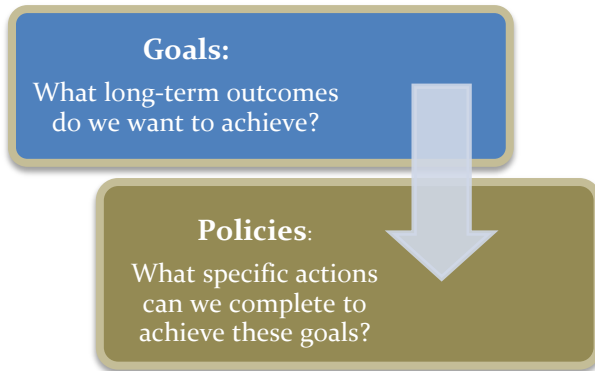 Goals:
What long-term outcomes
do we want to achieve?
Policies:
What specific actions
can we complete to
achieve these goals?